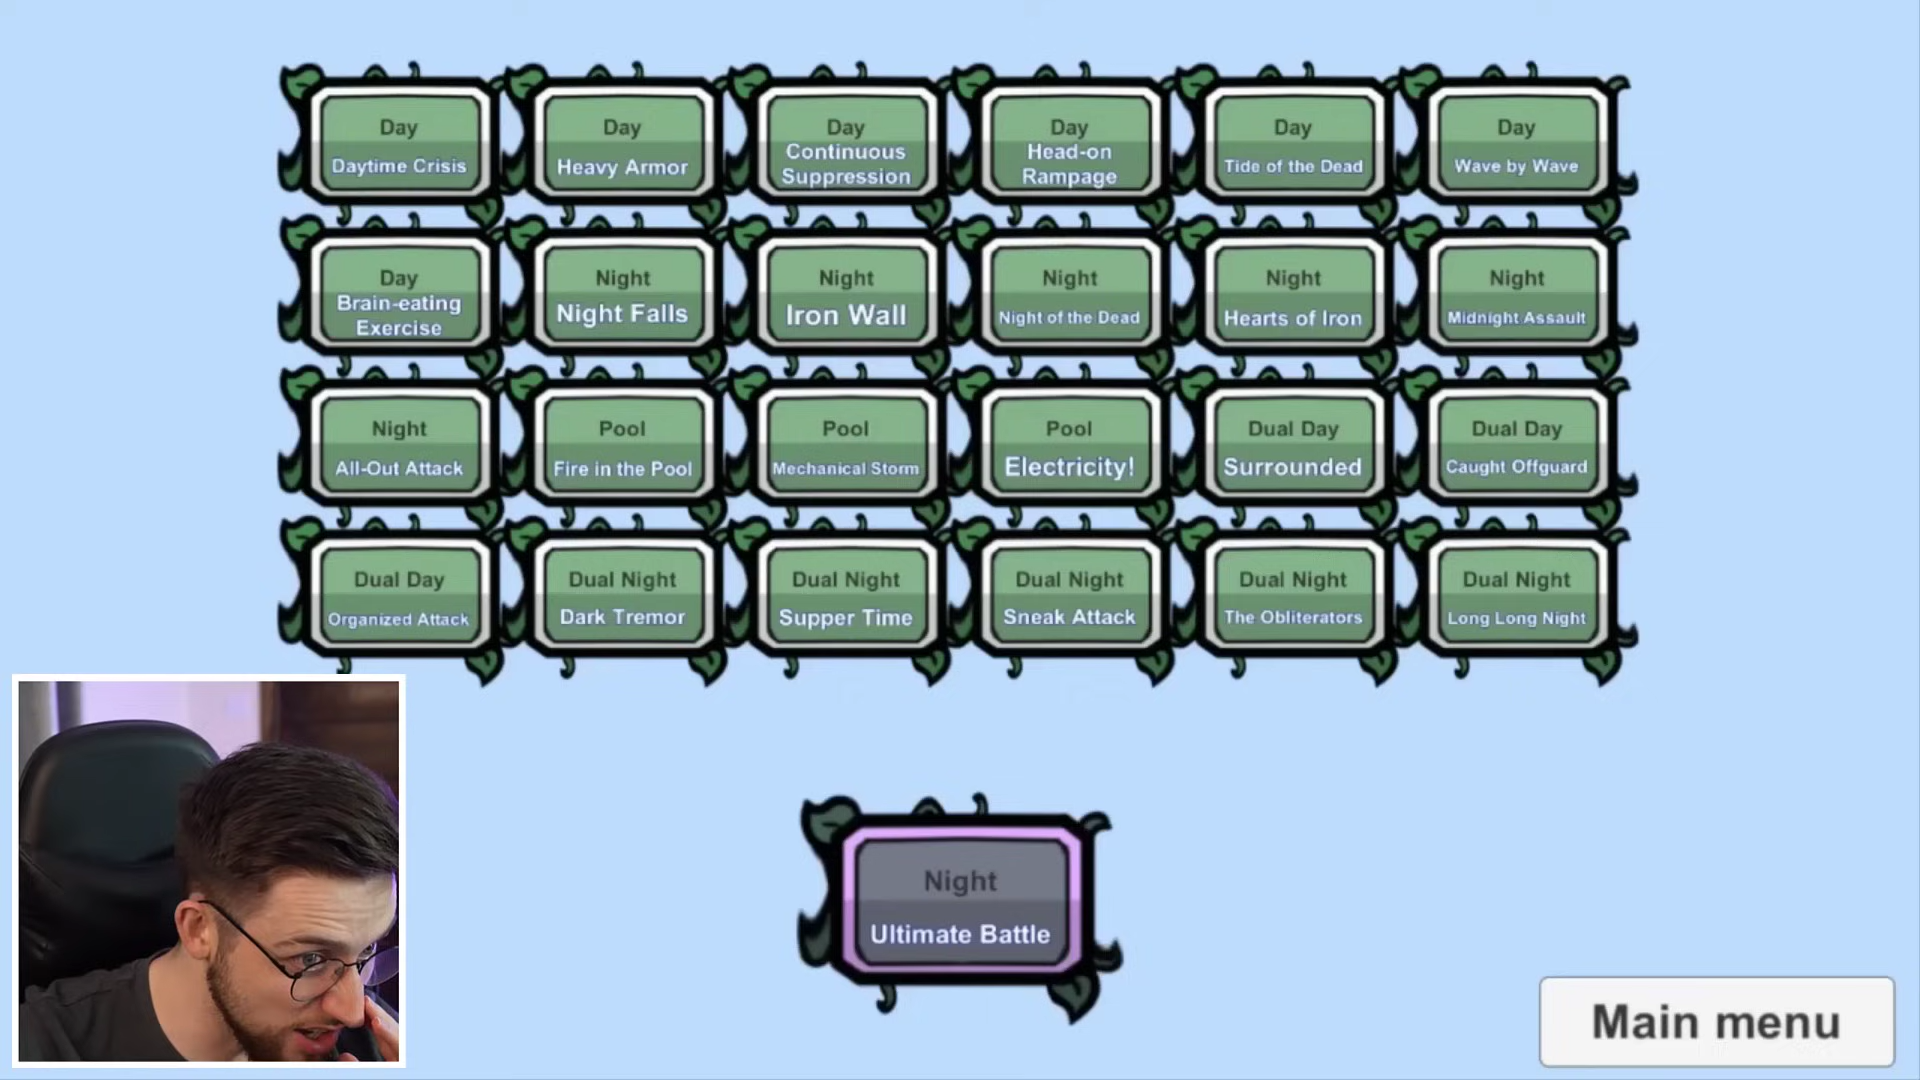 Day
Daytime Crisis
Day
Heavy Armor
Day
Continuous
Suppression
Day
Head-on
Rampage
Day
Tide of the Dead
Day
Wave by Wave
Day
Brain-eating
Exercise
Night
Night Falls
Night
Iron Wall
Night
Night of the Dead
Night
Hearts of Iron
Night
Midnight Assault
Night
All-Out Attack
Pool
Fire in the Pool
Pool
Mechanical Storm
Pool
Electricity!
Dual Day
Surrounded
Dual Day
Caught Offguard
Dual Day
Organized Attack
Dual Night
Dark Tremor
Dual Night
Supper Time
Dual Night
Sneak Attack
Dual Night
The Obliterators
Dual Night
Long Long Night
Night
Ultimate Battle
Main menu